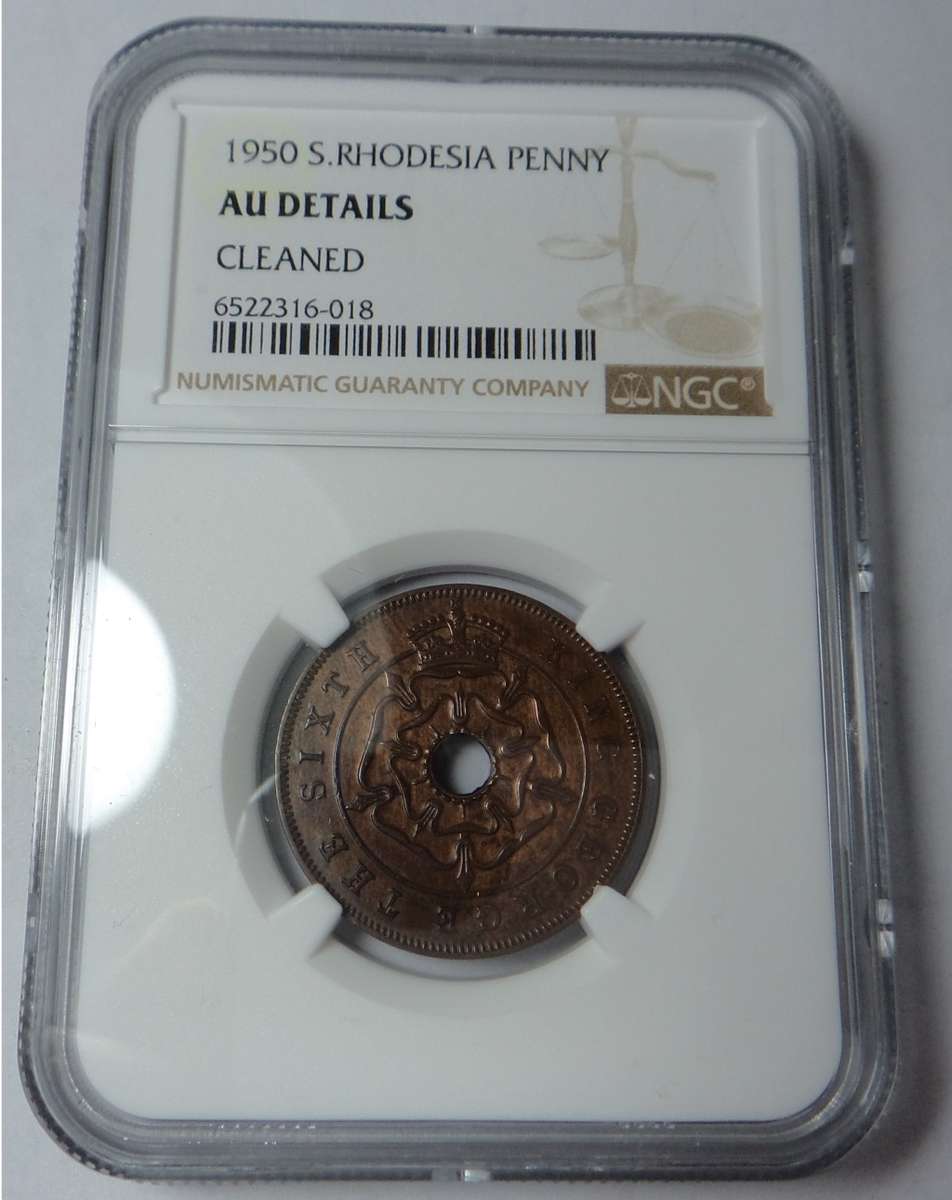 1950 S.RHODESIA PENNY
AU DETAILS
CLEANED
6522316-018
NUMISMATIC GUARANTY COMPANY
NGC®
KING GEORGE THE SIXTH